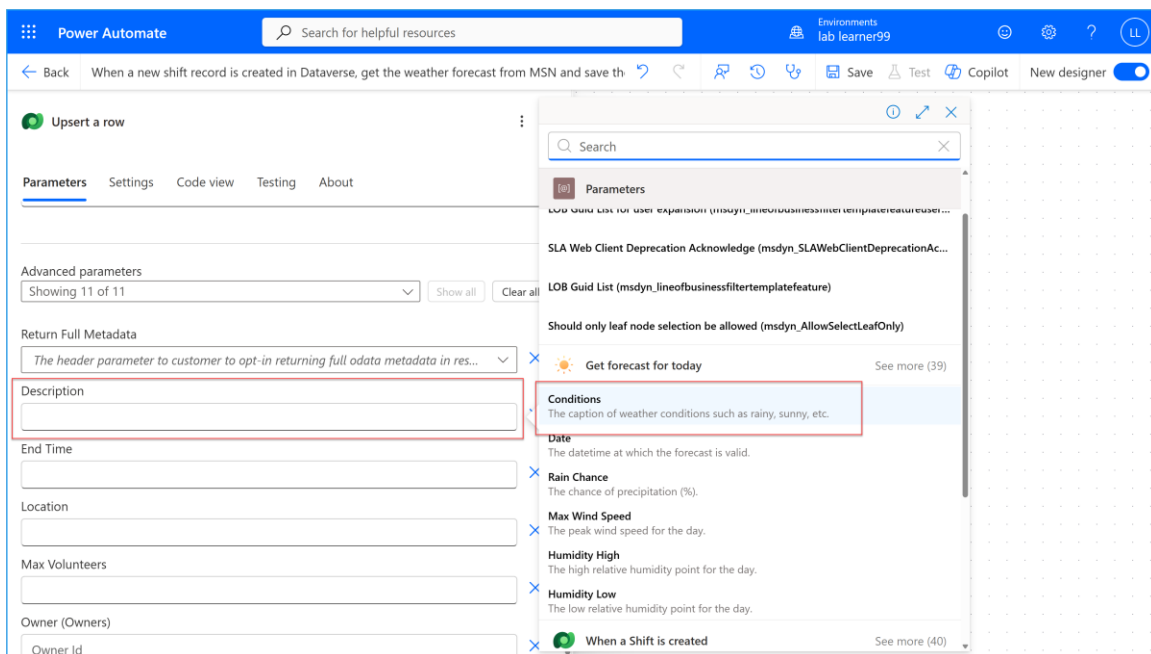 Power Automate
Search for helpful resources
Environments
lab learner99
LL
Back
When a new shift record is created in Dataverse, get the weather forecast from MSN and save th
Save
Test
Copilot
New designer
Upsert a row
Parameters
Settings
Code view
Testing
About
Advanced parameters
Showing 11 of 11
Show all
Clear all
Return Full Metadata
The header parameter to customer to opt-in returning full odata metadata in res...
Description
End Time
Location
Max Volunteers
Owner (Owners)
Owner Id
Search
Parameters
LOB Guid List for user expansion (msdyn_lineofbusinessfiltertemplatefeatureuser...
SLA Web Client Deprecation Acknowledge (msdyn_SLAWebClientDeprecationAc...
LOB Guid List (msdyn_lineofbusinessfiltertemplatefeature)
Should only leaf node selection be allowed (msdyn_AllowSelectLeafOnly)
Get forecast for today
See more (39)
Conditions
The caption of weather conditions such as rainy, sunny, etc.
Date
The datetime at which the forecast is valid.
Rain Chance
The chance of precipitation (%).
Max Wind Speed
The peak wind speed for the day.
Humidity High
The high relative humidity point for the day.
Humidity Low
The low relative humidity point for the day.
When a Shift is created
See more (40)